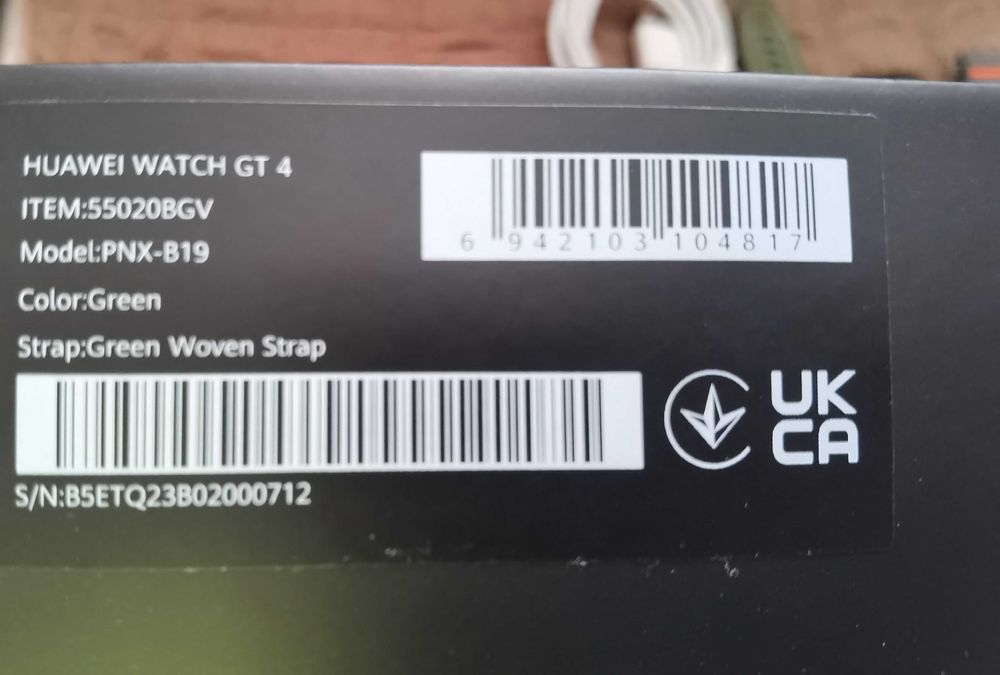 HUAWEI WATCH GT 4
ITEM:55020BGV
Model:PNX-B19
Color:Green
Strap:Green Woven Strap
6 942103 104817
S/N:B5ETQ23B02000712
UK
CA